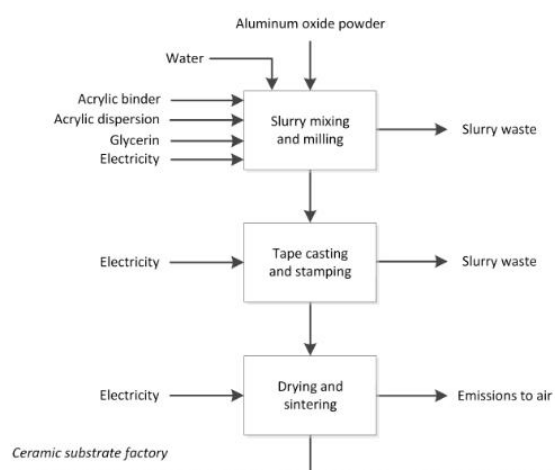 Aluminum oxide powder
Water
Acrylic binder
Acrylic dispersion
Glycerin
Electricity
Slurry mixing
and milling
Slurry waste
Electricity
Tape casting
and stamping
Slurry waste
Electricity
Drying and
sintering
Emissions to air
Ceramic substrate factory